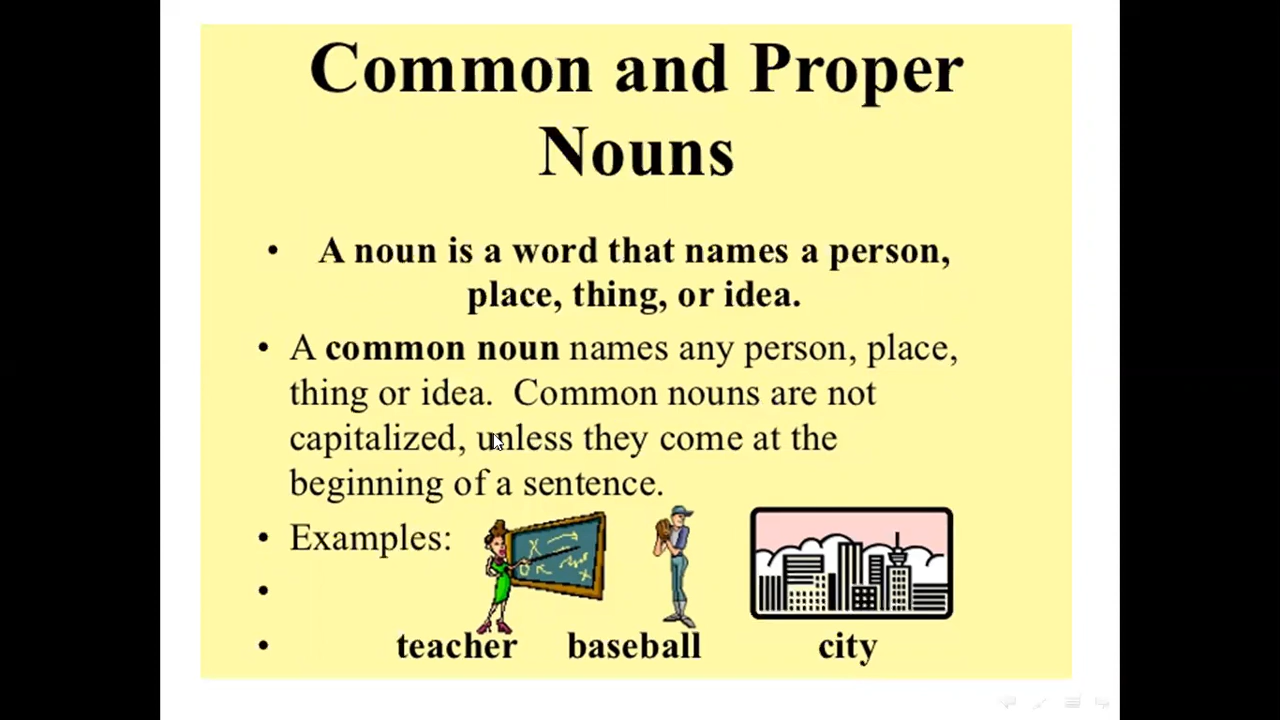 Common and Proper
Nouns
• A noun is a word that names a person,
place, thing, or idea.
• A common noun names any person, place,
thing or idea. Common nouns are not
capitalized, unless they come at the
beginning of a sentence.
• Examples:
•
• teacher baseball city